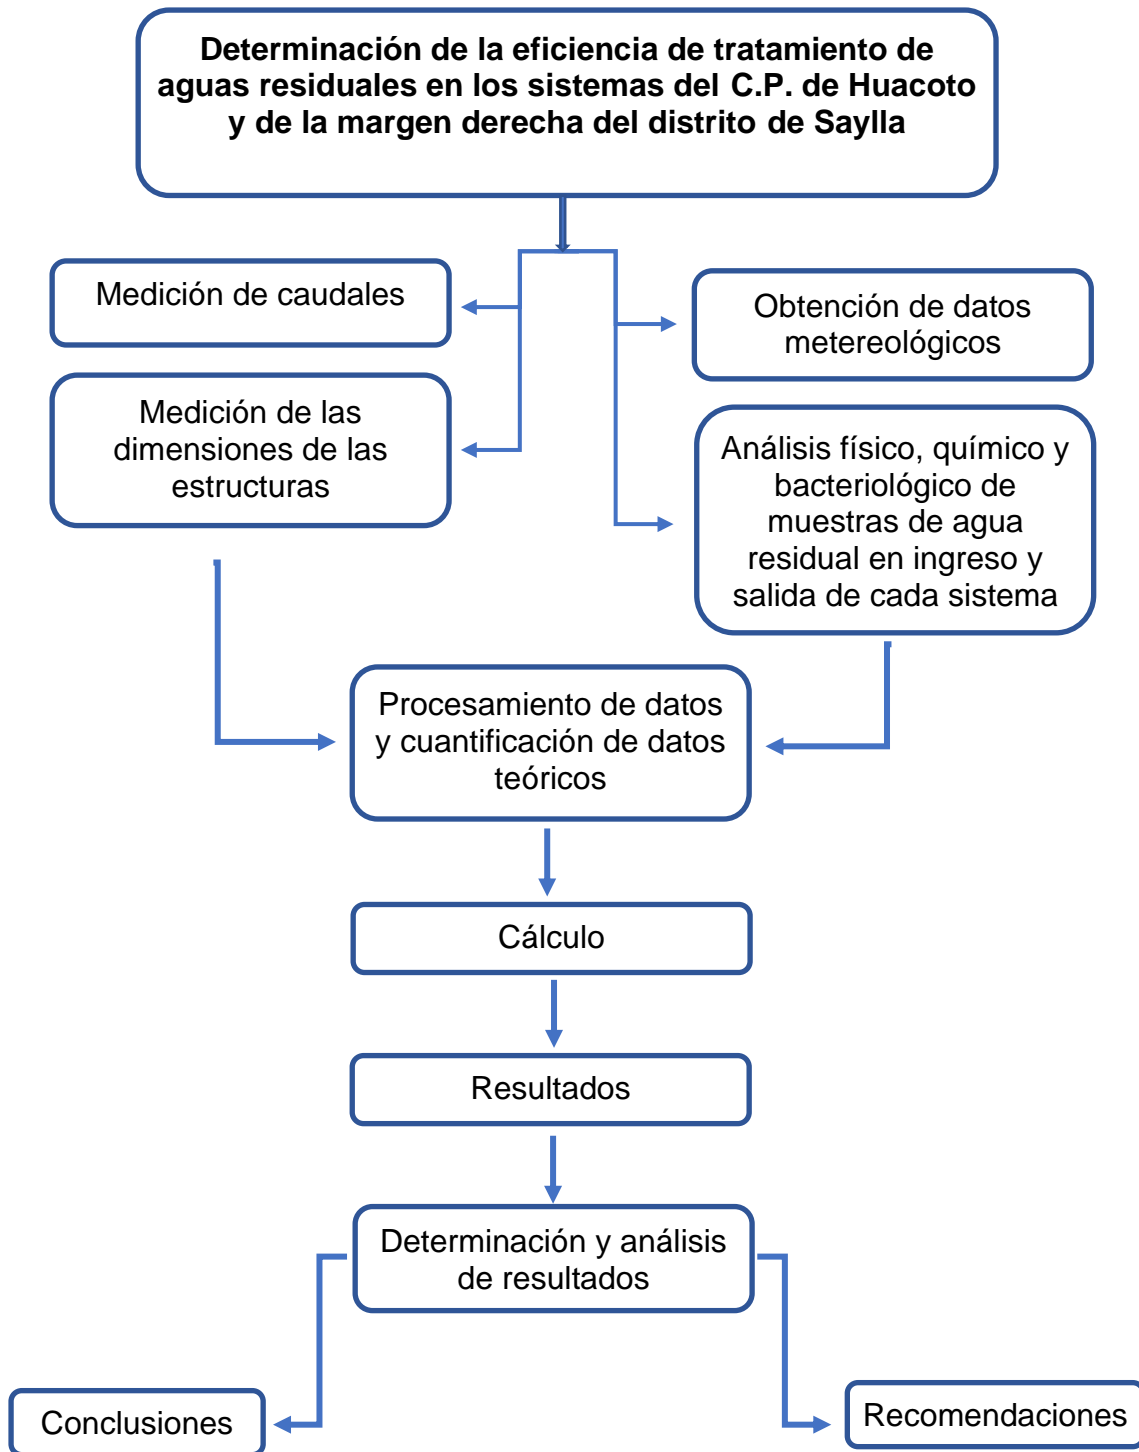 Determinación de la eficiencia de tratamiento de
aguas residuales en los sistemas del C.P. de Huacoto
y de la margen derecha del distrito de Saylla
Medición de caudales
Obtención de datos
metereológicos
Medición de las
dimensiones de las
estructuras
Análisis físico, químico y
bacteriológico de
muestras de agua
residual en ingreso y
salida de cada sistema
Procesamiento de datos
y cuantificación de datos
teóricos
Cálculo
Resultados
Determinación y análisis
de resultados
Conclusiones
Recomendaciones